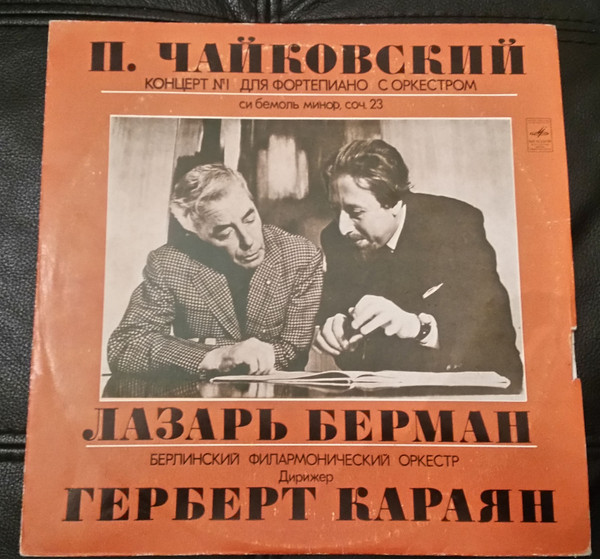 П. ЧАЙКОВСКИЙ
КОНЦЕРТ №1 ДЛЯ ФОРТЕПИАНО С ОРКЕСТРОМ
си бемоль минор, соч. 23
ЛАЗАРЬ БЕРМАН
БЕРЛИНСКИЙ ФИЛАРМОНИЧЕСКИЙ ОРКЕСТР
Дирижер
ГЕРБЕРТ КАРАЯН